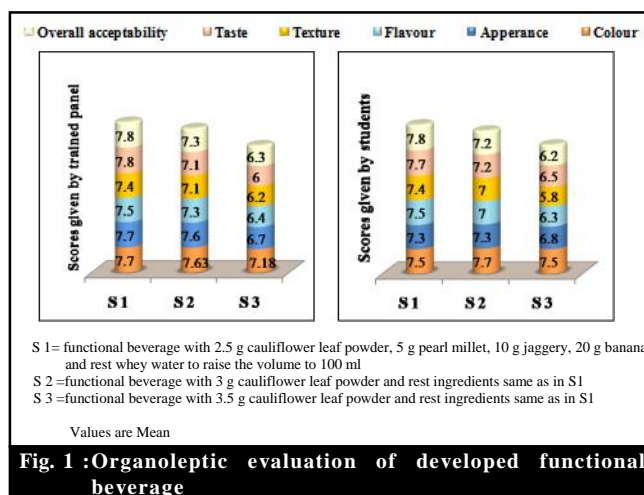 Overall acceptability Taste Texture Flavour Apperance Colour
Scores given by trained panel
7.8 7.3 6.3
7.8 7.1 6
7.4 7.1 6.2
7.5 7.3 6.4
7.7 7.6 6.7
7.7 7.63 7.18
S1 S2 S3
Scores given by students
7.8 7.2 6.2
7.7 7.2 6.5
7.4 7 5.8
7.5 7 6.3
7.3 7.3 6.8
7.5 7.7 7.5
S1 S2 S3
S 1= functional beverage with 2.5 g cauliflower leaf powder, 5 g pearl millet, 10 g jaggery, 20 g banana
and rest whey water to raise the volume to 100 ml
S 2 =functional beverage with 3 g cauliflower leaf powder and rest ingredients same as in S1
S 3 =functional beverage with 3.5 g cauliflower leaf powder and rest ingredients same as in S1
Values are Mean
Fig. 1 :Organoleptic evaluation of developed functional
beverage